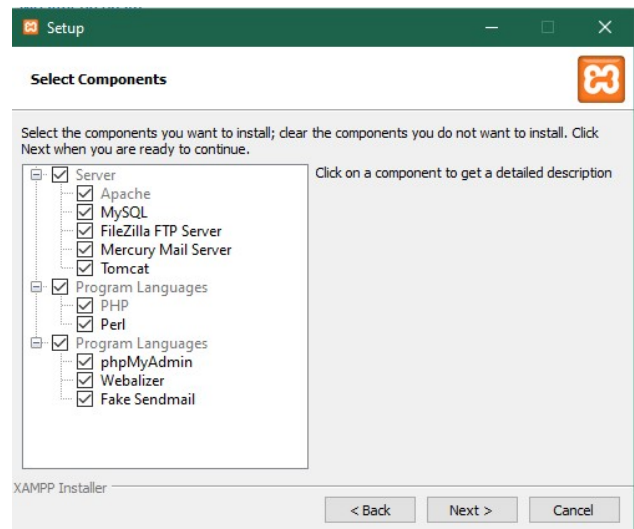 Setup
Select Components
Select the components you want to install; clear the components you do not want to install. Click
Next when you are ready to continue.
Server
Apache
MySQL
FileZilla FTP Server
Mercury Mail Server
Tomcat
Program Languages
PHP
Perl
Program Languages
phpMyAdmin
Webalizer
Fake Sendmail
Click on a component to get a detailed description
XAMPP Installer
< Back
Next >
Cancel